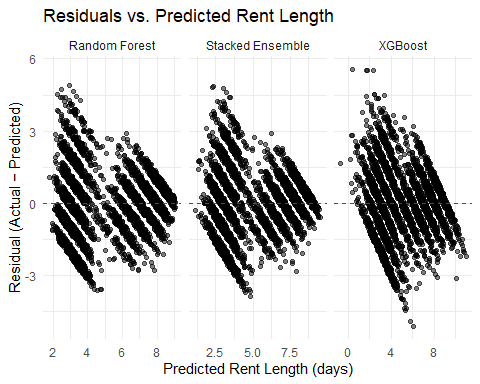 Residuals vs. Predicted Rent Length
Random Forest Stacked Ensemble XGBoost
6
3
0
-3
Residual (Actual − Predicted)
2 4 6 8 2.5 5.0 7.5 0 4 8
Predicted Rent Length (days)